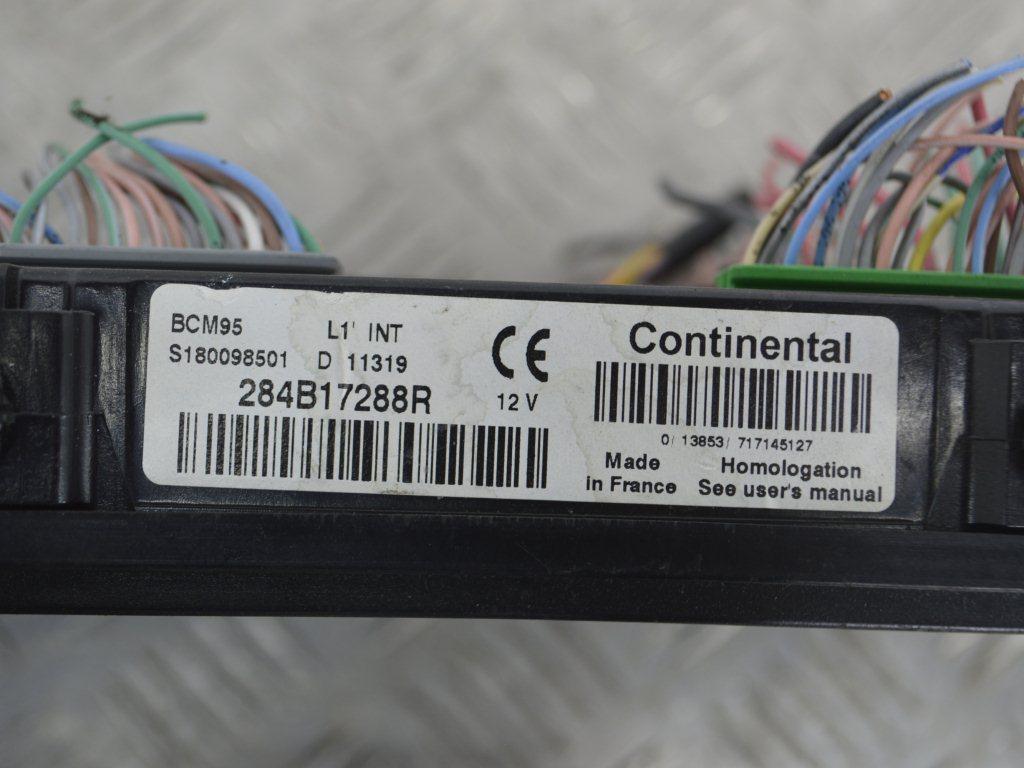 BCM95 L1' INT
S180098501 D 11319
284B17288R
12 V
CE
Continental
0/ 13853/ 717145127
Made
in France
Homologation
See user's manual